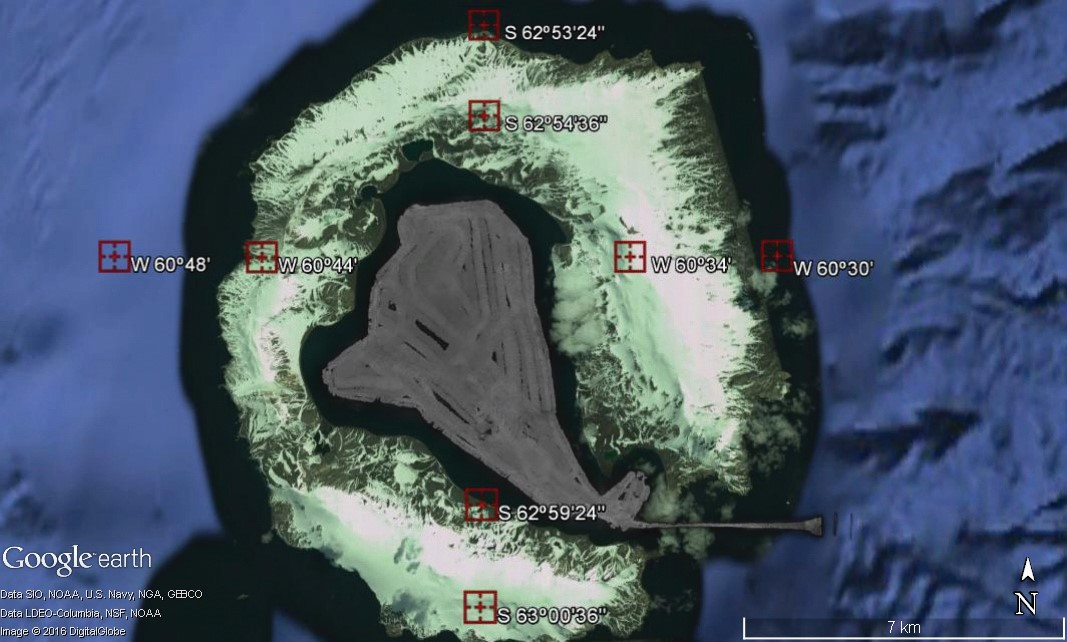 S 62º53'24"
S 62º54'36"
W 60º48'
W 60º44'
W 60º34'
W 60º30'
S 62º59'24"
S 63º00'36"
Google earth
Data SIO, NOAA, U.S. Navy, NGA, GEBCO
Data LDEO-Columbia, NSF, NOAA
Image © 2016 DigitalGlobe
N
7 km